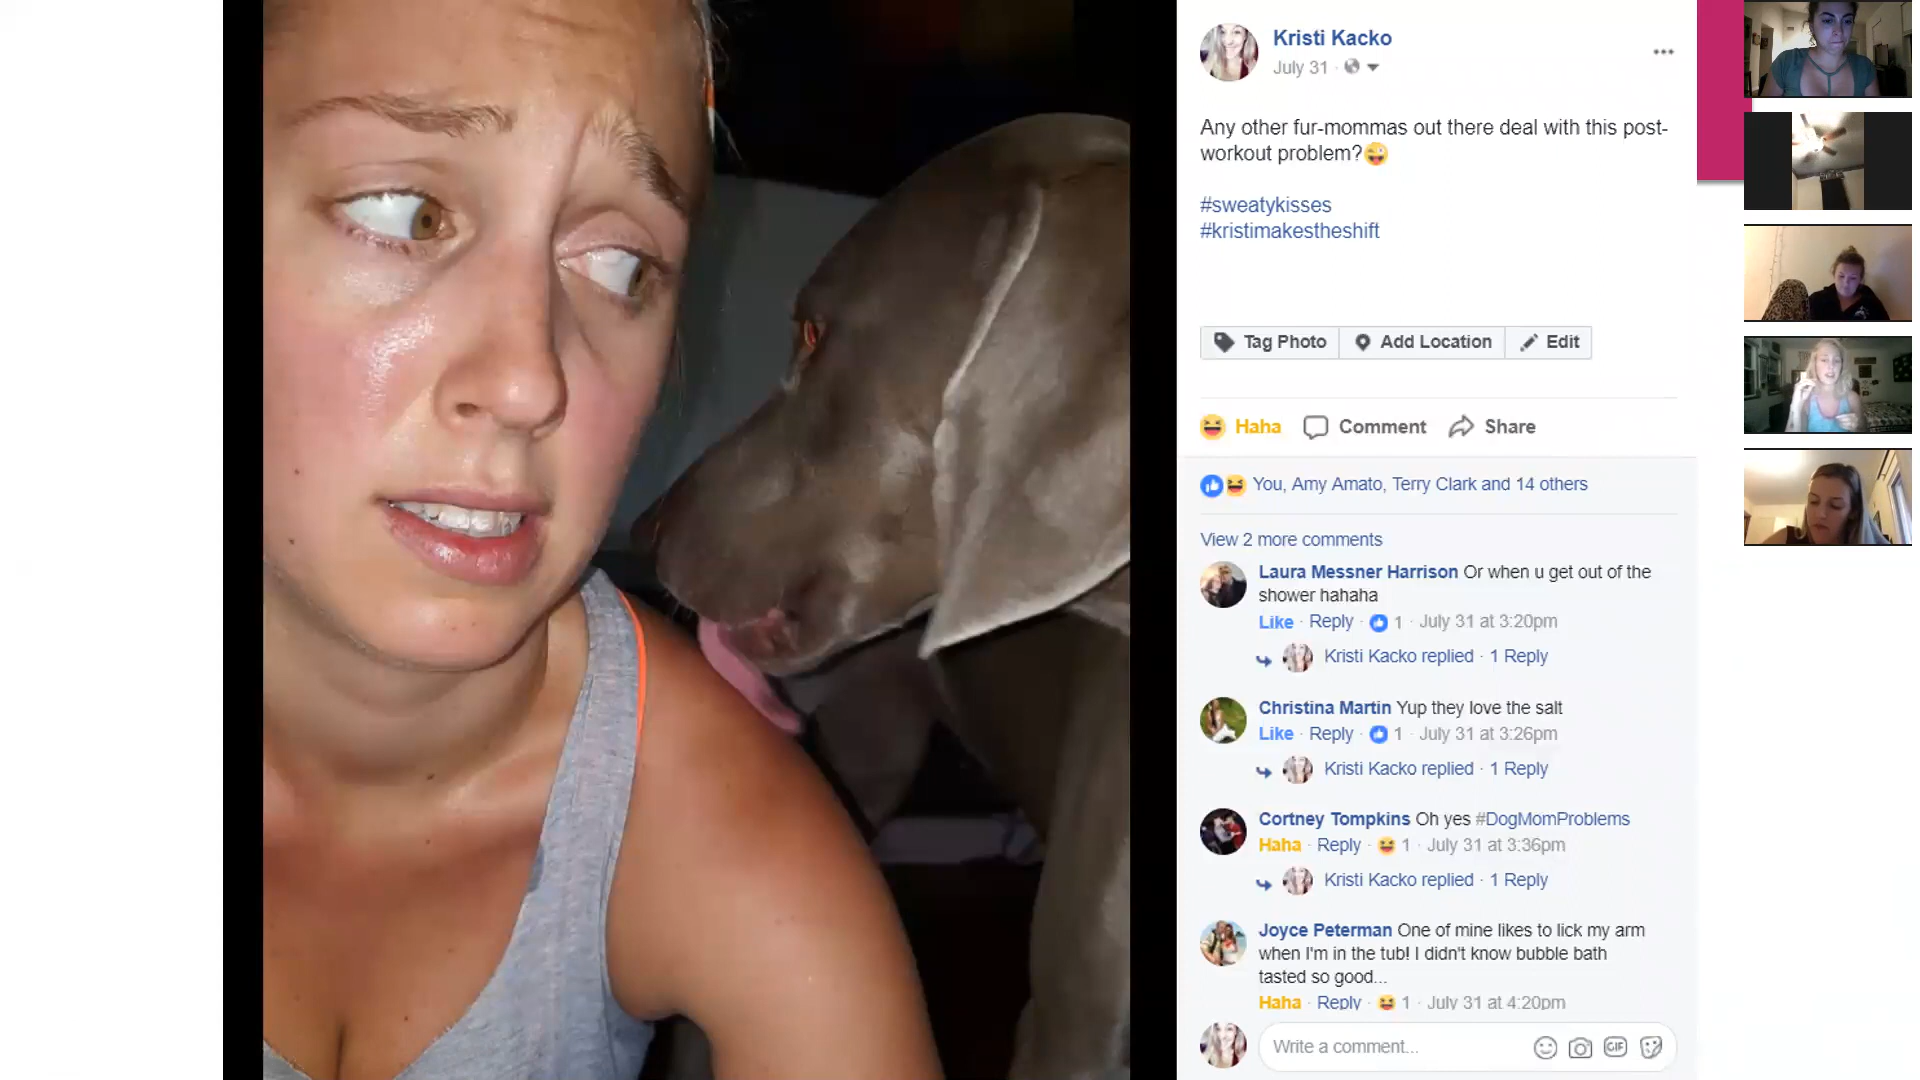 Kristi Kacko
July 31 ·
Any other fur-mommas out there deal with this post-
workout problem?😜
#sweatykisses
#kristimakestheshift
Tag Photo Add Location Edit
Haha Comment Share
You, Amy Amato, Terry Clark and 14 others
View 2 more comments
Laura Messner Harrison Or when u get out of the
shower hahaha
Like · Reply · 1 · July 31 at 3:20pm
Kristi Kacko replied · 1 Reply
Christina Martin Yup they love the salt
Like · Reply · 1 · July 31 at 3:26pm
Kristi Kacko replied · 1 Reply
Cortney Tompkins Oh yes #DogMomProblems
Haha · Reply · 1 · July 31 at 3:36pm
Kristi Kacko replied · 1 Reply
Joyce Peterman One of mine likes to lick my arm
when I'm in the tub! I didn't know bubble bath
tasted so good...
Haha · Reply · 1 · July 31 at 4:20pm
Write a comment...
GIF